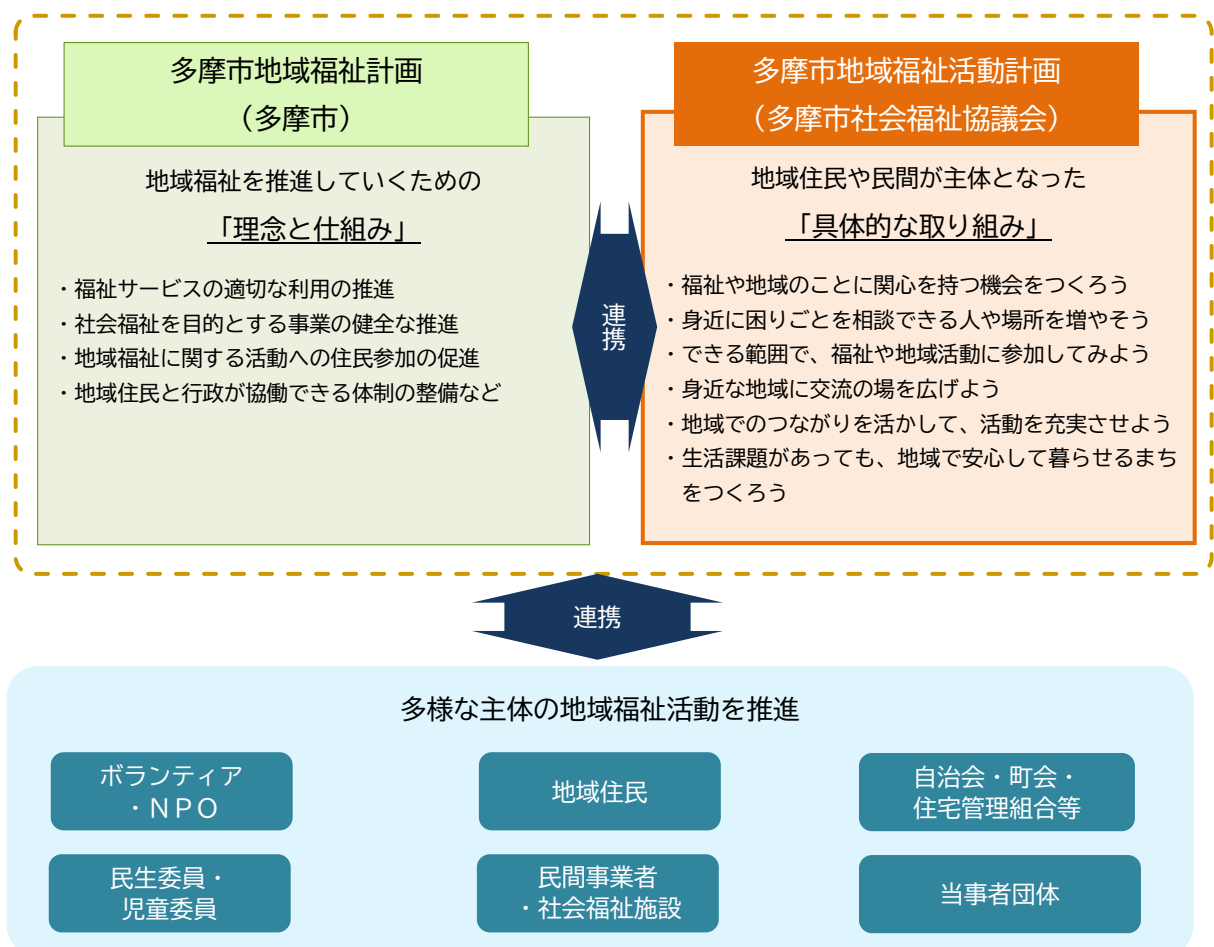 多摩市地域福祉計画
（多摩市）
地域福祉を推進していくための
「理念と仕組み」
・福祉サービスの適切な利用の推進
・社会福祉を目的とする事業の健全な推進
・地域福祉に関する活動への住民参加の促進
・地域住民と行政が協働できる体制の整備など
連携
多摩市地域福祉活動計画
（多摩市社会福祉協議会）
地域住民や民間が主体となった
「具体的な取り組み」
・福祉や地域のことに関心を持つ機会をつくろう
・身近に困りごとを相談できる人や場所を増やそう
・できる範囲で、福祉や地域活動に参加してみよう
・身近な地域に交流の場を広げよう
・地域でのつながりを活かして、活動を充実させよう
・生活課題があっても、地域で安心して暮らせるまち
をつくろう
連携
多様な主体の地域福祉活動を推進
ボランティア
・ＮＰＯ
地域住民
自治会・町会・
住宅管理組合等
民生委員・
児童委員
民間事業者
・社会福祉施設
当事者団体